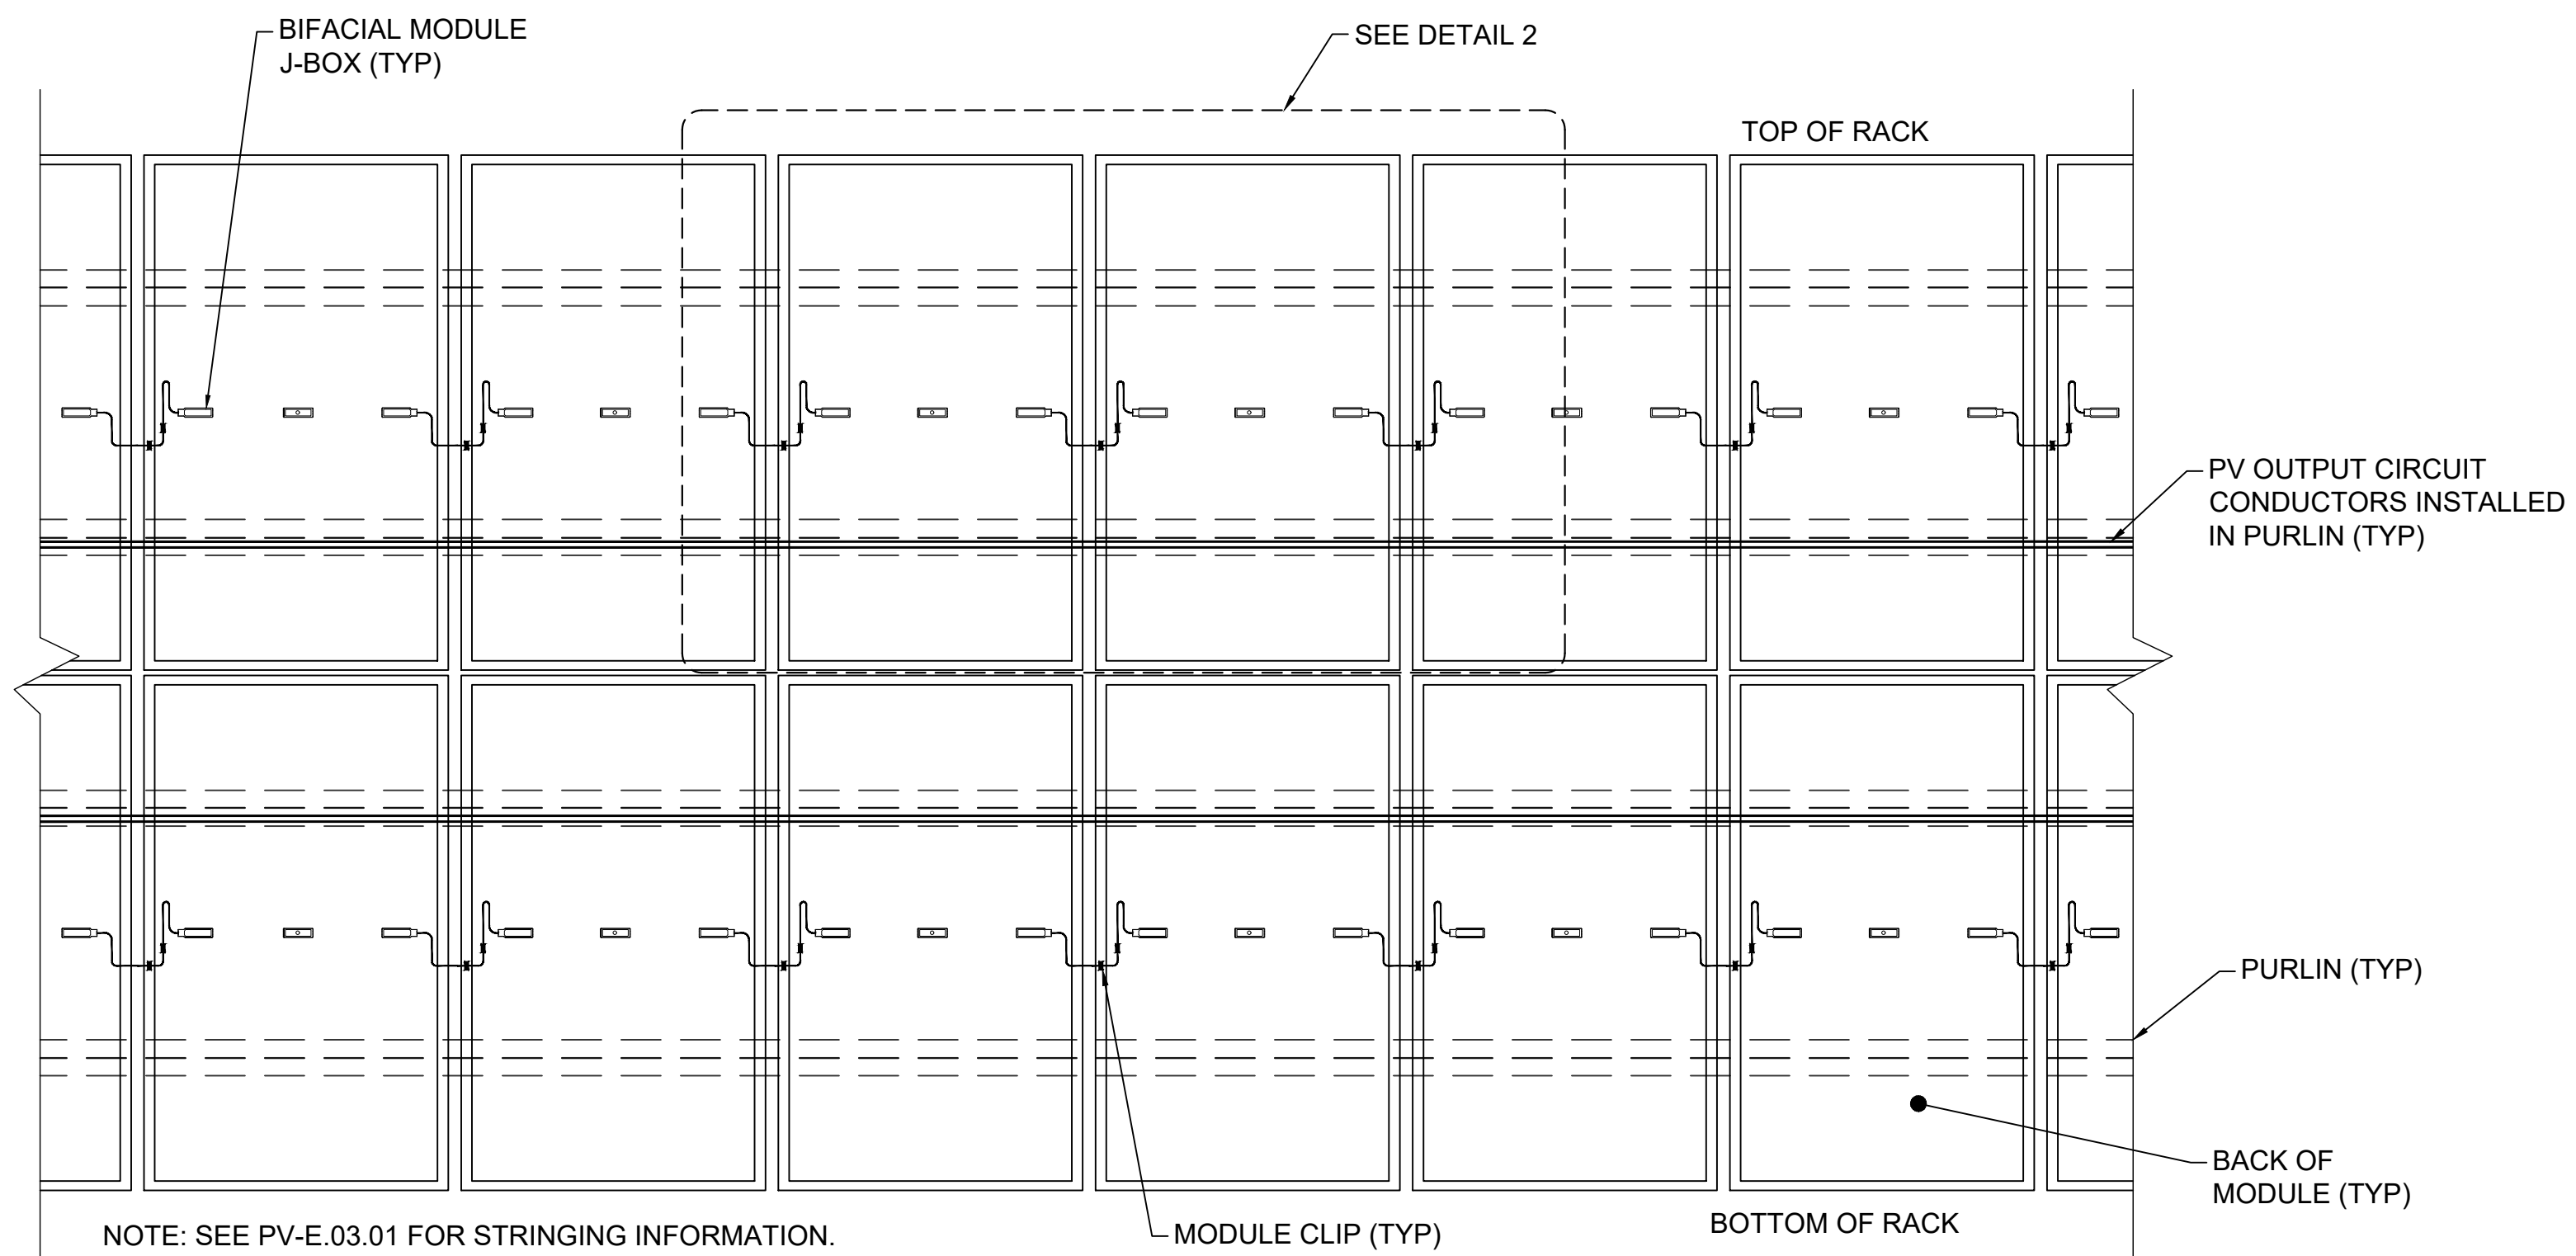 BIFACIAL MODULE
J-BOX (TYP)
SEE DETAIL 2
TOP OF RACK
PV OUTPUT CIRCUIT
CONDUCTORS INSTALLED
IN PURLIN (TYP)
PURLIN (TYP)
BACK OF
MODULE (TYP)
BOTTOM OF RACK
MODULE CLIP (TYP)
NOTE: SEE PV-E.03.01 FOR STRINGING INFORMATION.